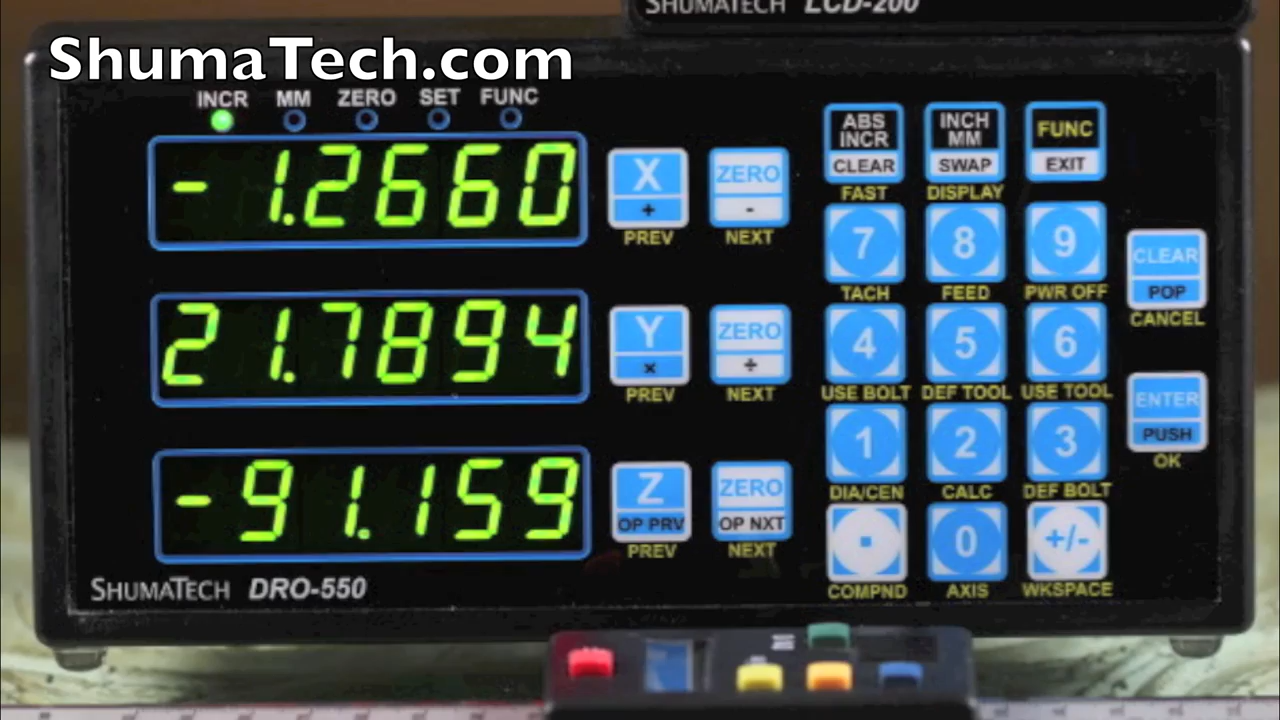 SHUMATECH LCD-200
ShumaTech.com
INCR MM ZERO SET FUNC
-1.2660
21.7894
-91.159
X
+
PREV
ZERO
-
NEXT
Y
×
PREV
ZERO
÷
NEXT
Z
OP PRV
PREV
ZERO
OP NXT
NEXT
ABS
INCR
CLEAR
FAST
INCH
MM
SWAP
DISPLAY
FUNC
EXIT
7 8 9
TACH FEED PWR OFF
4 5 6
USE BOLT DEF TOOL USE TOOL
1 2 3
DIA/CEN CALC DEF BOLT
. 0 +/-
COMPND AXIS WKSPACE
CLEAR
POP
CANCEL
ENTER
PUSH
OK
SHUMATECH DRO-550